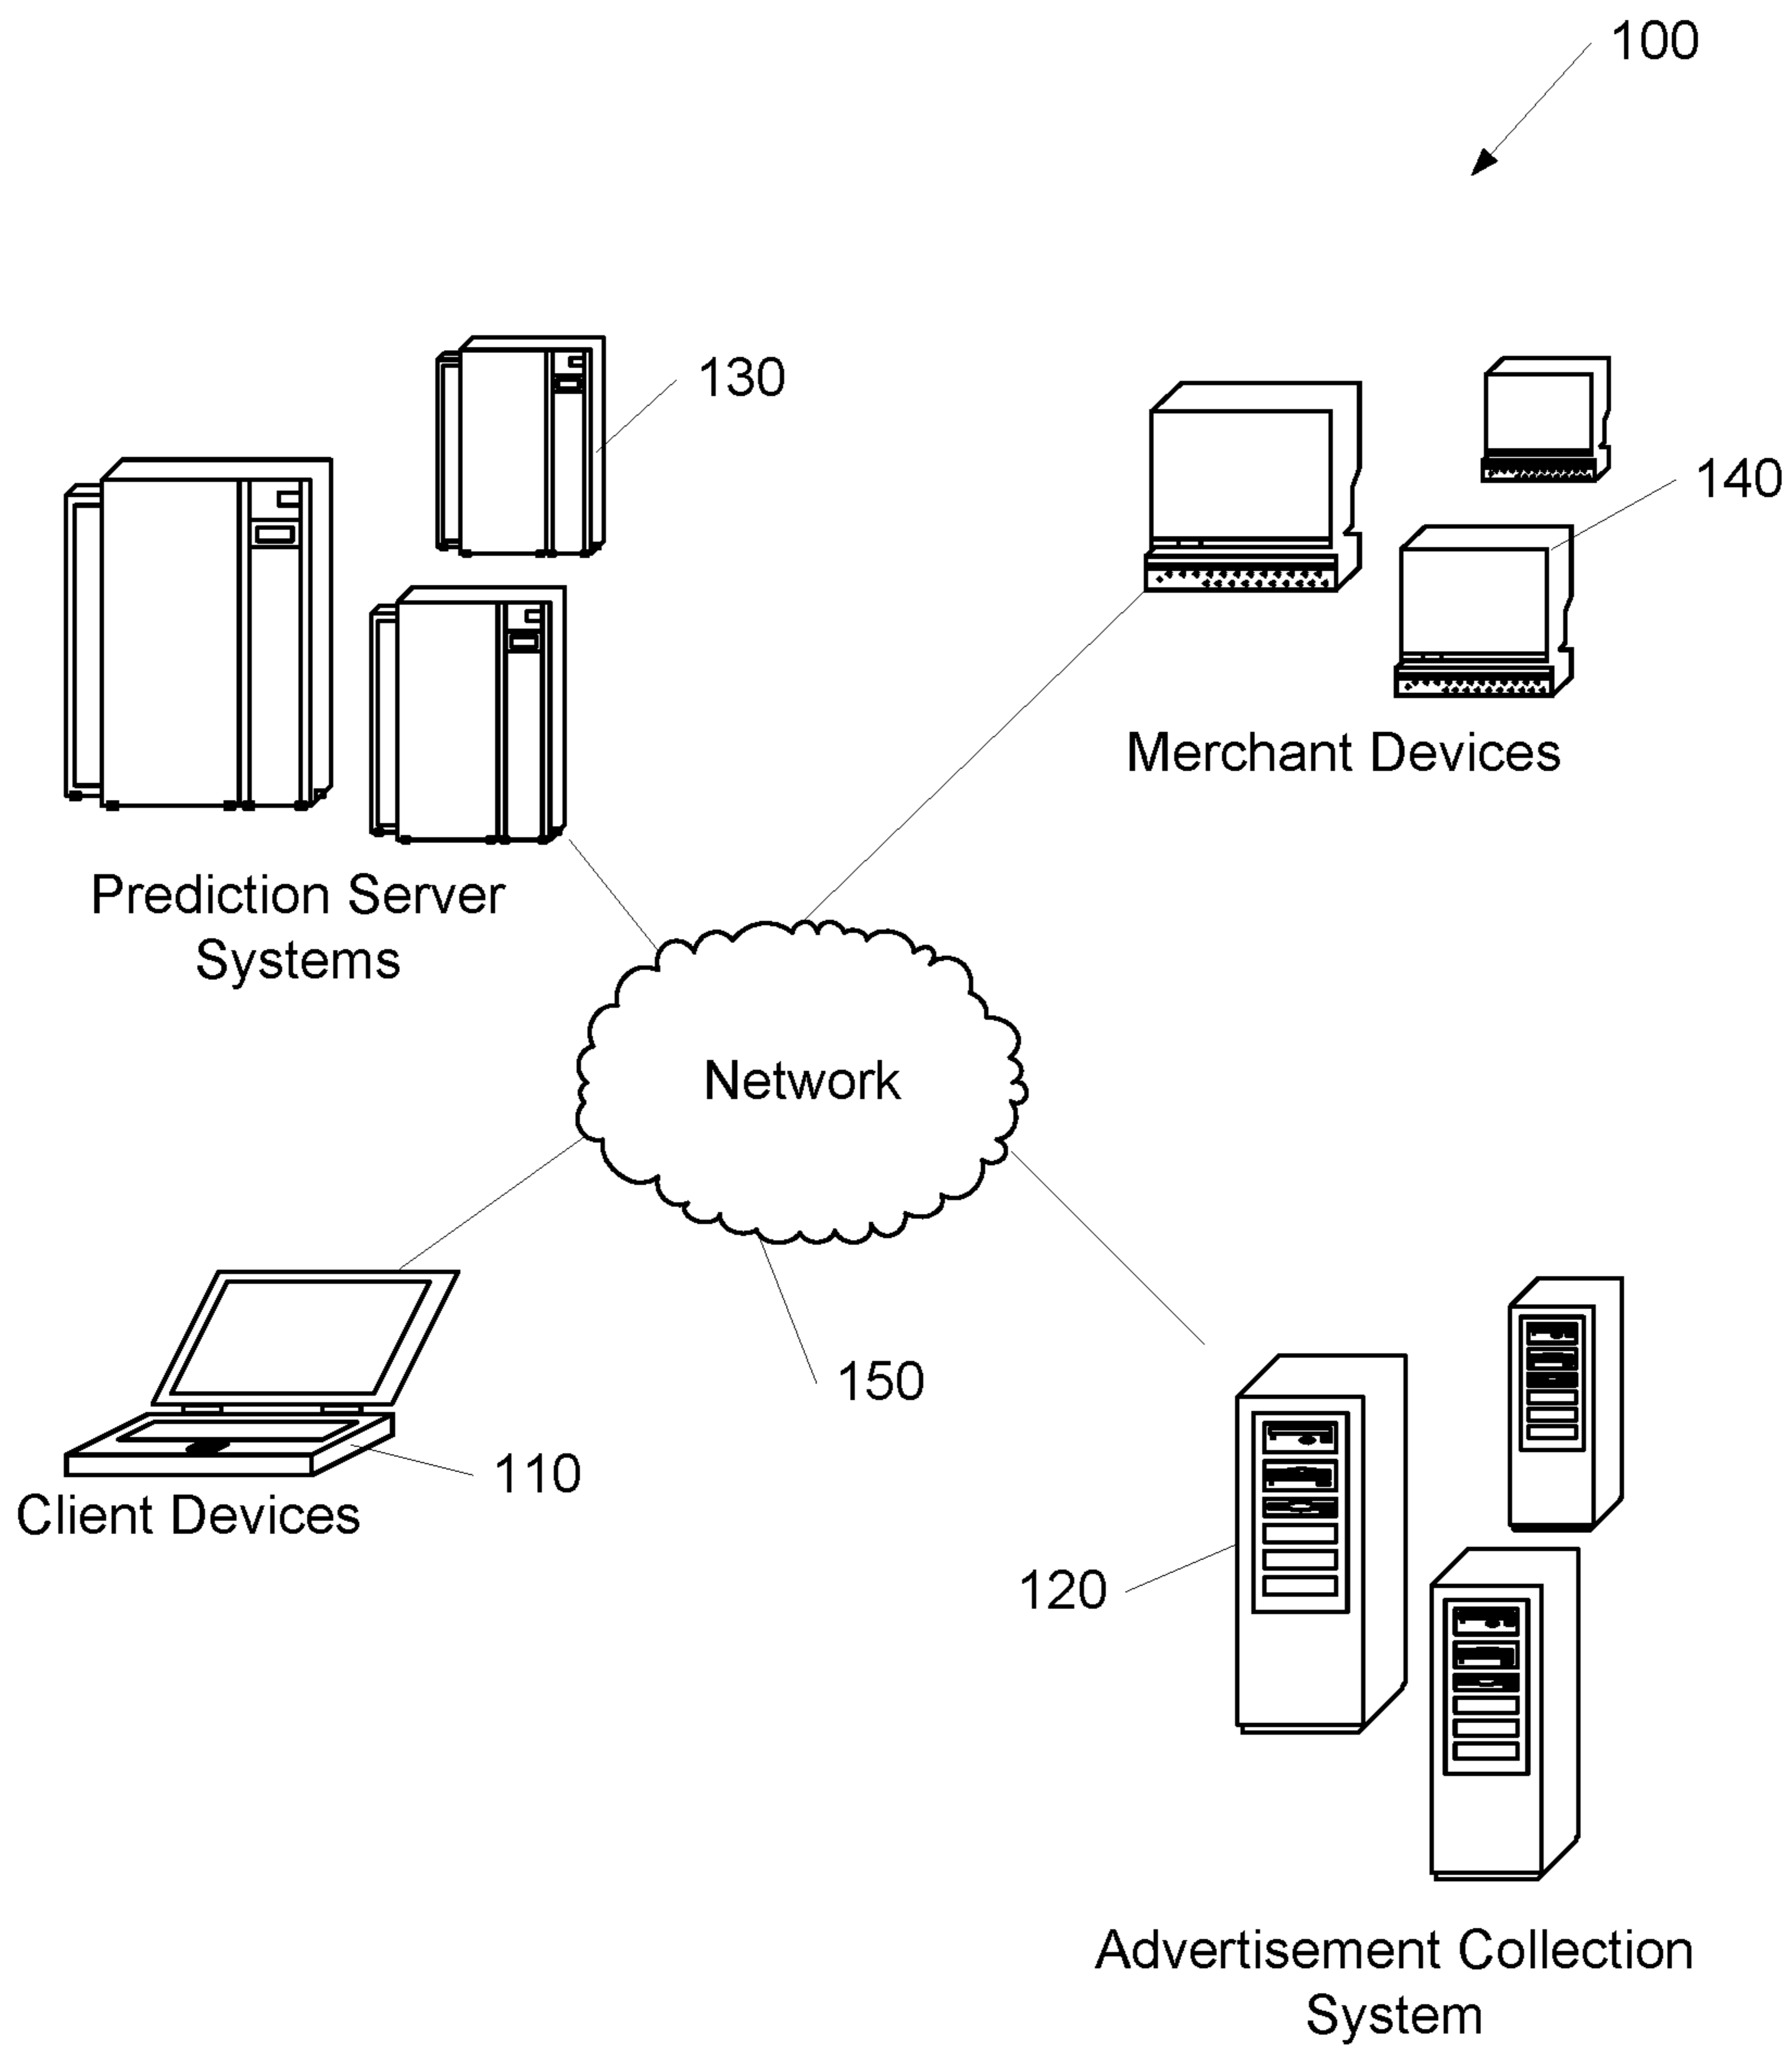 100
130
140
Merchant Devices
Prediction Server
Systems
Network
150
110
Client Devices
120
Advertisement Collection
System